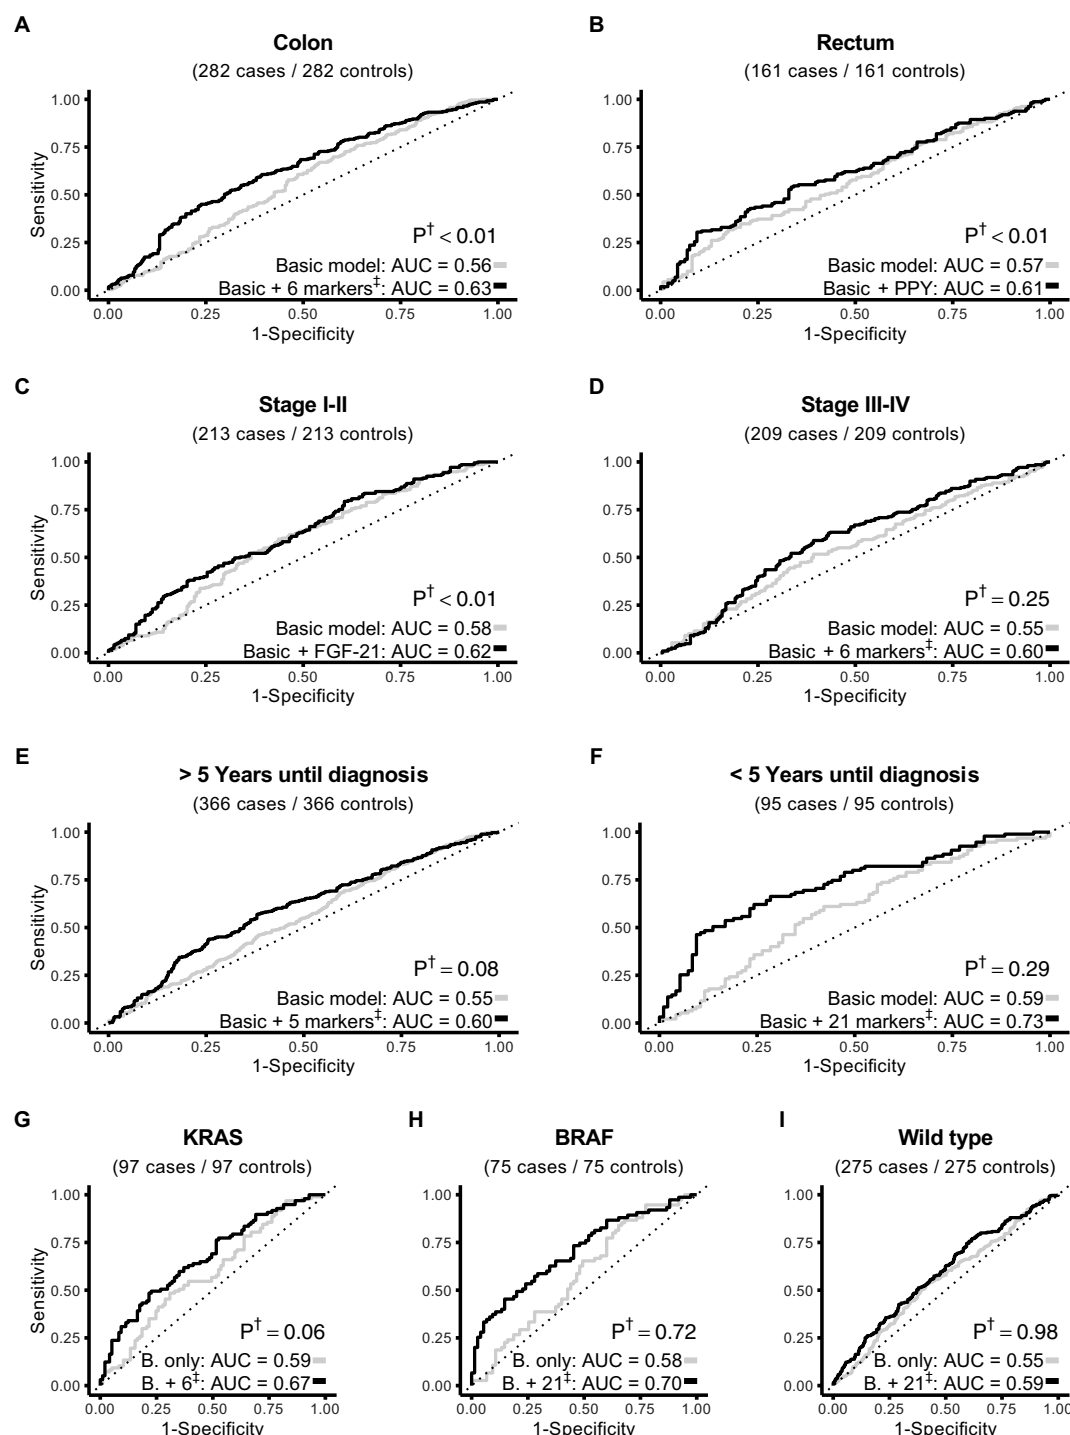 A
Colon
(282 cases / 282 controls)
1.00
0.75
0.50
0.25
0.00
Sensitivity
P† < 0.01
Basic model: AUC = 0.56
Basic + 6 markers‡: AUC = 0.63
0.00 0.25 0.50 0.75 1.00
1-Specificity
B
Rectum
(161 cases / 161 controls)
1.00
0.75
0.50
0.25
0.00
P† < 0.01
Basic model: AUC = 0.57
Basic + PPY: AUC = 0.61
0.00 0.25 0.50 0.75 1.00
1-Specificity
C
Stage I-II
(213 cases / 213 controls)
1.00
0.75
0.50
0.25
0.00
Sensitivity
P† < 0.01
Basic model: AUC = 0.58
Basic + FGF-21: AUC = 0.62
0.00 0.25 0.50 0.75 1.00
1-Specificity
D
Stage III-IV
(209 cases / 209 controls)
1.00
0.75
0.50
0.25
0.00
P† = 0.25
Basic model: AUC = 0.55
Basic + 6 markers‡: AUC = 0.60
0.00 0.25 0.50 0.75 1.00
1-Specificity
E
> 5 Years until diagnosis
(366 cases / 366 controls)
1.00
0.75
0.50
0.25
0.00
Sensitivity
P† = 0.08
Basic model: AUC = 0.55
Basic + 5 markers‡: AUC = 0.60
0.00 0.25 0.50 0.75 1.00
1-Specificity
F
< 5 Years until diagnosis
(95 cases / 95 controls)
1.00
0.75
0.50
0.25
0.00
P† = 0.29
Basic model: AUC = 0.59
Basic + 21 markers‡: AUC = 0.73
0.00 0.25 0.50 0.75 1.00
1-Specificity
G
KRAS
(97 cases / 97 controls)
1.00
0.75
0.50
0.25
0.00
Sensitivity
P† = 0.06
B. only: AUC = 0.59
B. + 6‡: AUC = 0.67
0.00 0.25 0.50 0.75 1.00
1-Specificity
H
BRAF
(75 cases / 75 controls)
1.00
0.75
0.50
0.25
0.00
P† = 0.72
B. only: AUC = 0.58
B. + 21‡: AUC = 0.70
0.00 0.25 0.50 0.75 1.00
1-Specificity
I
Wild type
(275 cases / 275 controls)
1.00
0.75
0.50
0.25
0.00
P† = 0.98
B. only: AUC = 0.55
B. + 21‡: AUC = 0.59
0.00 0.25 0.50 0.75 1.00
1-Specificity